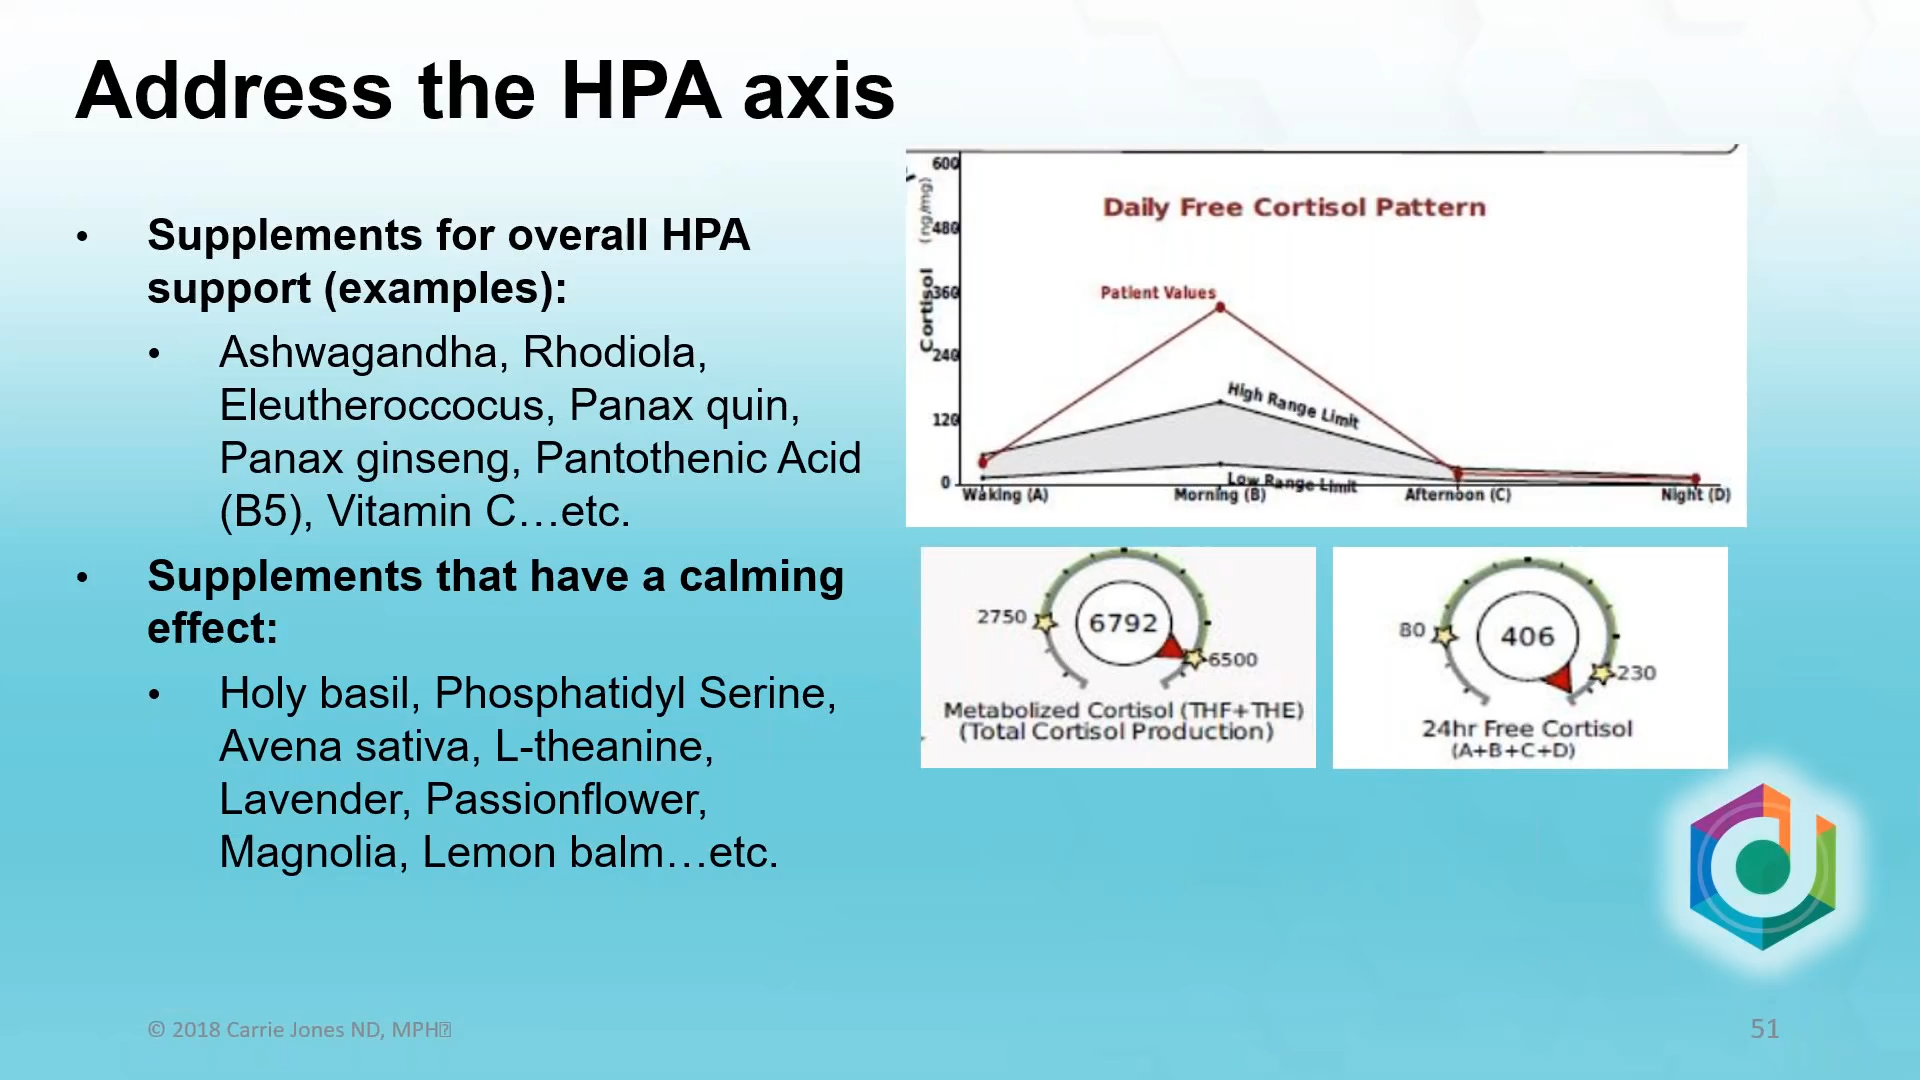 Address the HPA axis
• Supplements for overall HPA
support (examples):
• Ashwagandha, Rhodiola,
Eleutheroccocus, Panax quin,
Panax ginseng, Pantothenic Acid
(B5), Vitamin C…etc.
• Supplements that have a calming
effect:
• Holy basil, Phosphatidyl Serine,
Avena sativa, L-theanine,
Lavender, Passionflower,
Magnolia, Lemon balm…etc.
Daily Free Cortisol Pattern
Cortisol (ng/mg)
600
480
360
240
120
0
Patient Values
High Range Limit
Low Range Limit
Waking (A)
Morning (B)
Afternoon (C)
Night (D)
2750
6792
6500
Metabolized Cortisol (THF+THE)
(Total Cortisol Production)
80
406
230
24hr Free Cortisol
(A+B+C+D)
© 2018 Carrie Jones ND, MPH
51